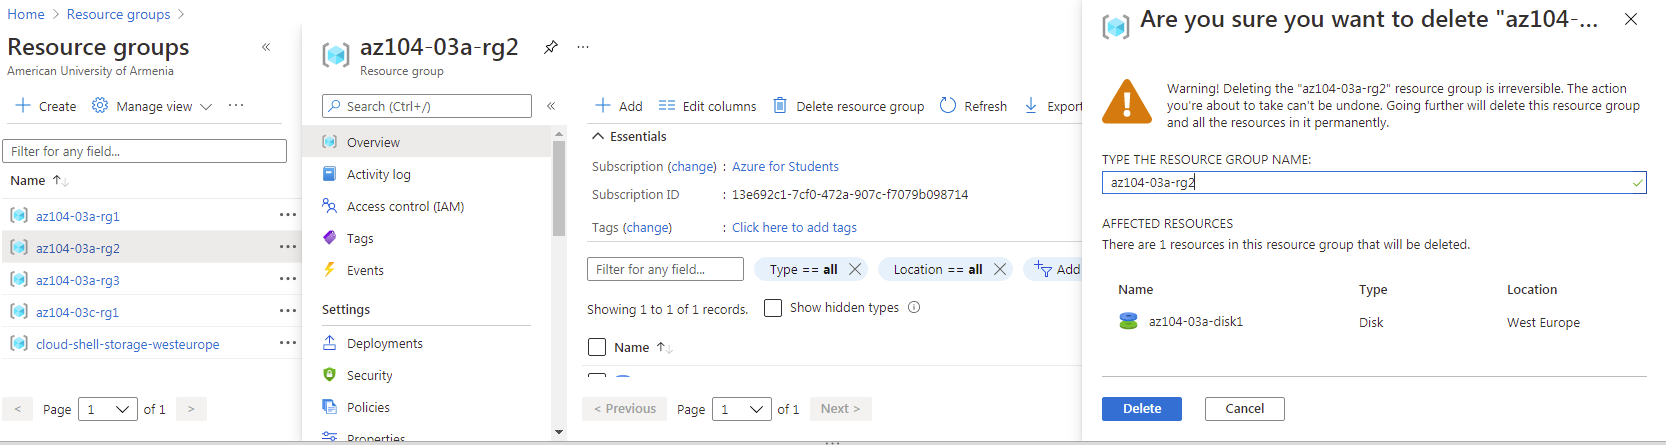 Home > Resource groups >
Resource groups «
American University of Armenia
+ Create Manage view ···
Filter for any field...
Name ↑↓
az104-03a-rg1 ···
az104-03a-rg2 ···
az104-03a-rg3 ···
az104-03c-rg1 ···
cloud-shell-storage-westeurope ···
< Page 1 of 1 >
az104-03a-rg2 ···
Resource group
Search (Ctrl+/) «
Overview
Activity log
Access control (IAM)
Tags
Events
Settings
Deployments
Security
Policies
Properties
+ Add Edit columns Delete resource group Refresh Export
Essentials
Subscription (change) : Azure for Students
Subscription ID : 13e692c1-7cf0-472a-907c-f7079b098714
Tags (change) : Click here to add tags
Filter for any field... Type == all Location == all Add
Showing 1 to 1 of 1 records. Show hidden types
Name ↑↓
< Previous Page 1 of 1 Next >
Are you sure you want to delete "az104-...
Warning! Deleting the "az104-03a-rg2" resource group is irreversible. The action
you're about to take can't be undone. Going further will delete this resource group
and all the resources in it permanently.
TYPE THE RESOURCE GROUP NAME:
az104-03a-rg2
AFFECTED RESOURCES
There are 1 resources in this resource group that will be deleted.
Name Type Location
az104-03a-disk1 Disk West Europe
Delete Cancel